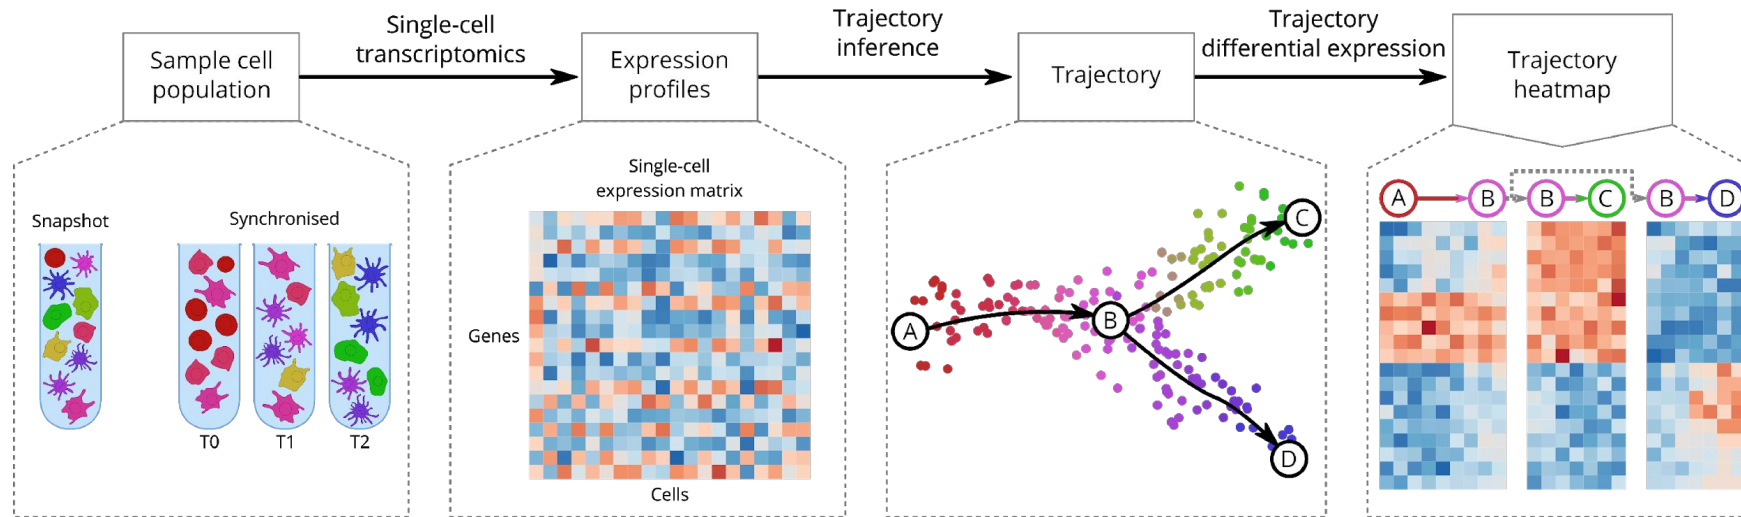 Sample cell
population
Single-cell
transcriptomics
Expression
profiles
Trajectory
inference
Trajectory
Trajectory
differential expression
Trajectory
heatmap
Snapshot
Synchronised
T0
T1
T2
Single-cell
expression matrix
Genes
Cells
A
B
C
D
A B B C B D